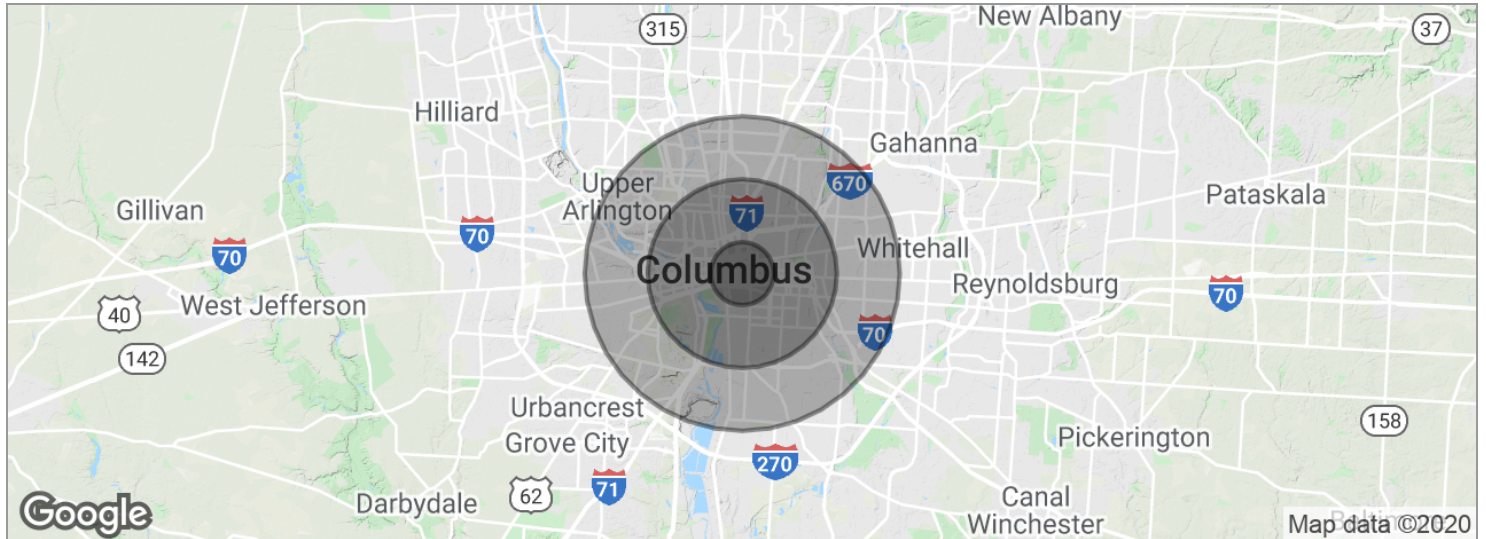 New Albany
315
37
Hilliard
Gahanna
670
Upper
Arlington
Pataskala
Gillivan
71
70
Whitehall
70
Columbus
Reynoldsburg
70
West Jefferson
40
70
142
Urbancrest
158
Grove City
Pickerington
270
71
62
Darbydale
Canal
Winchester
Google
Map data ©2020